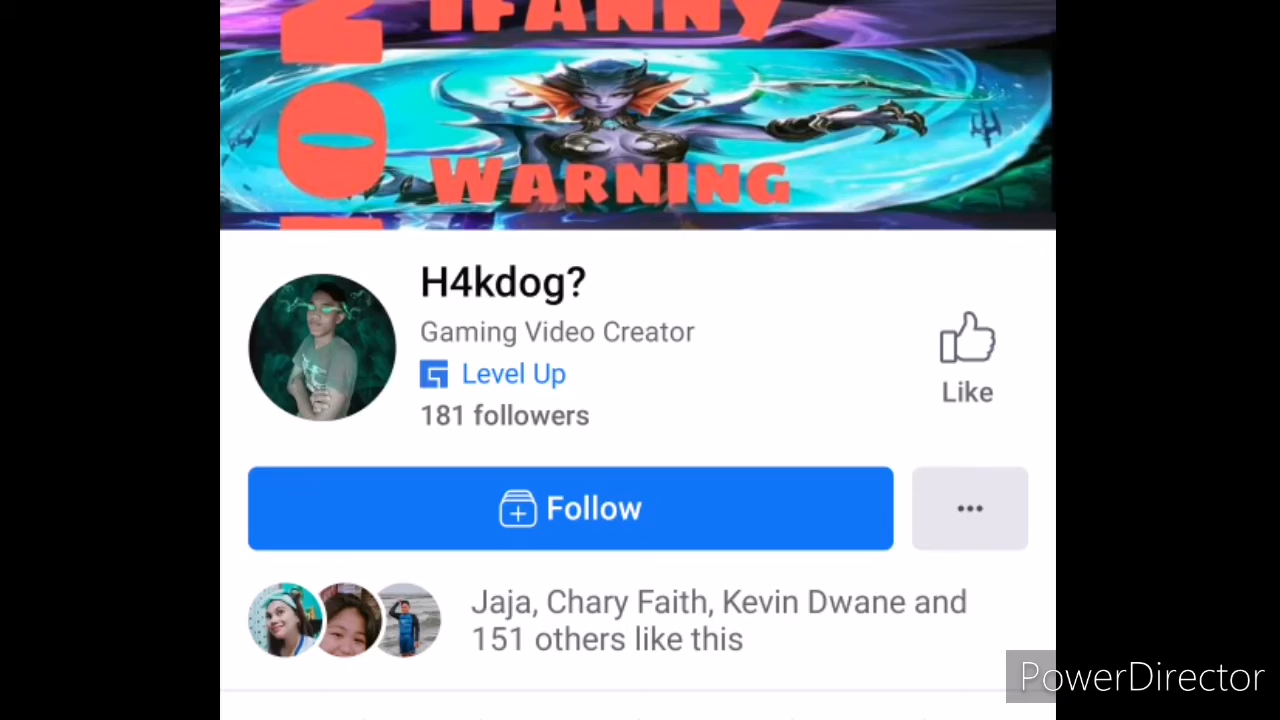 IFANNY
WARNING
H4kdog?
Gaming Video Creator
Level Up
181 followers
Like
Follow
Jaja, Chary Faith, Kevin Dwane and
151 others like this
PowerDirector